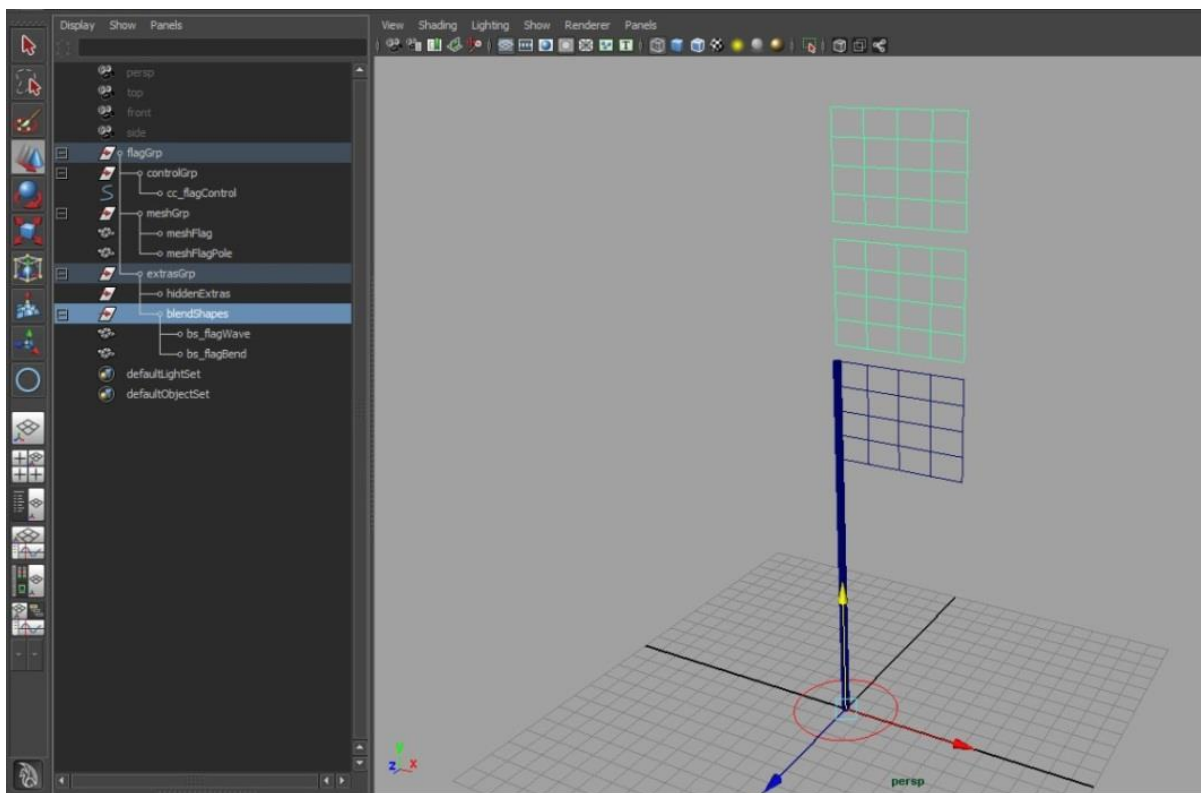 Display Show Panels
View Shading Lighting Show Renderer Panels
persp
top
front
side
flagGrp
controlGrp
cc_flagControl
meshGrp
meshFlag
meshFlagPole
extrasGrp
hiddenExtras
blendShapes
bs_flagWave
bs_flagBend
defaultLightSet
defaultObjectSet
y
z x
persp